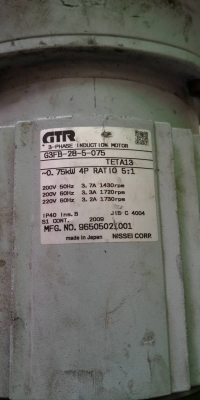 GTR
3-PHASE INDUCTION MOTOR
G3FB-28-5-075
TETA13
~0.75kW 4P RATIO 5:1
200V 50Hz 3.7A 1430rpm
200V 60Hz 3.3A 1720rpm
220V 60Hz 3.2A 1730rpm
IP40 Ins.B JIS C 4004
S1 CONT. 2009
MFG. NO. 9650502L001
made in Japan NISSEI CORP.